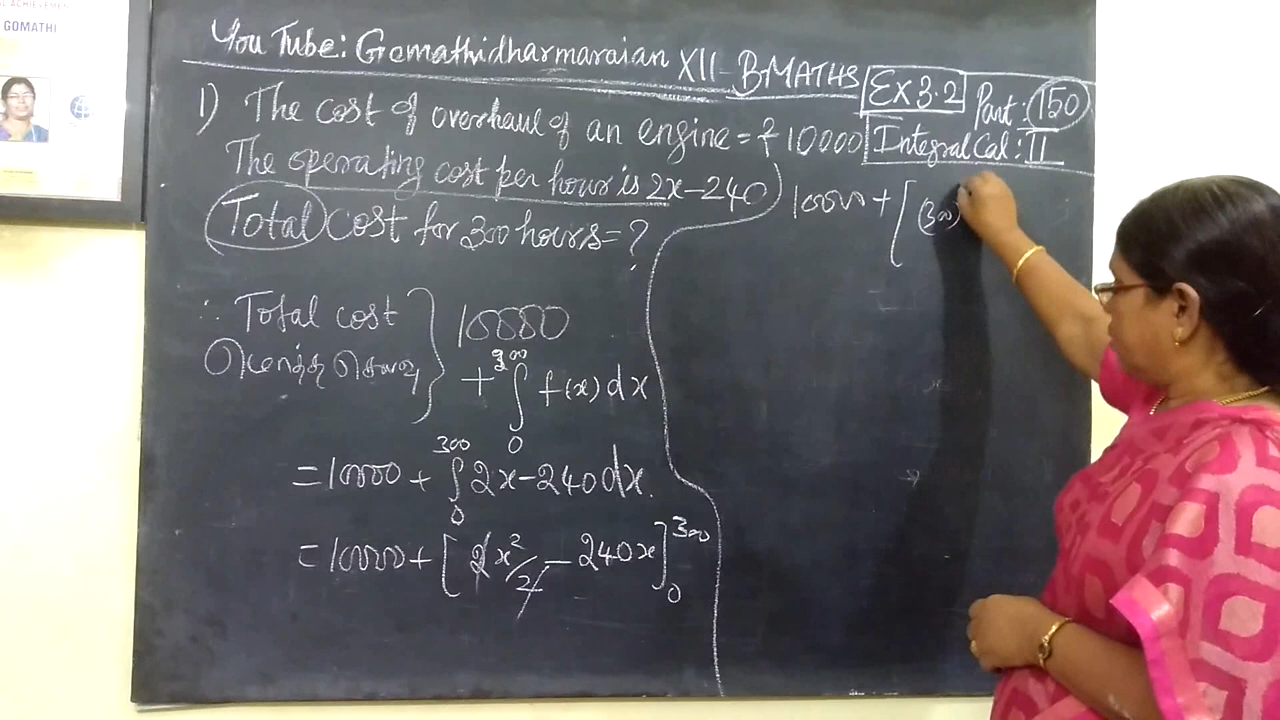 GOMATHI
You Tube: Gomathidharmaraian XII - BMATHS
Ex 3.2
Part: 150
Integral Cal: II
1) The cost of overhaul of an engine = ₹ 10000
The operating cost per hour is 2x-240
Total cost for 300 hours = ?
∴ Total cost
மொத்த செலவு } 10000
+ ∫₀³⁰⁰ f(x) dx
= 10000 + ∫₀³⁰⁰ 2x-240 dx.
= 10000 + [2x²/2 - 240x]₀³⁰⁰
10000 + [ (300)